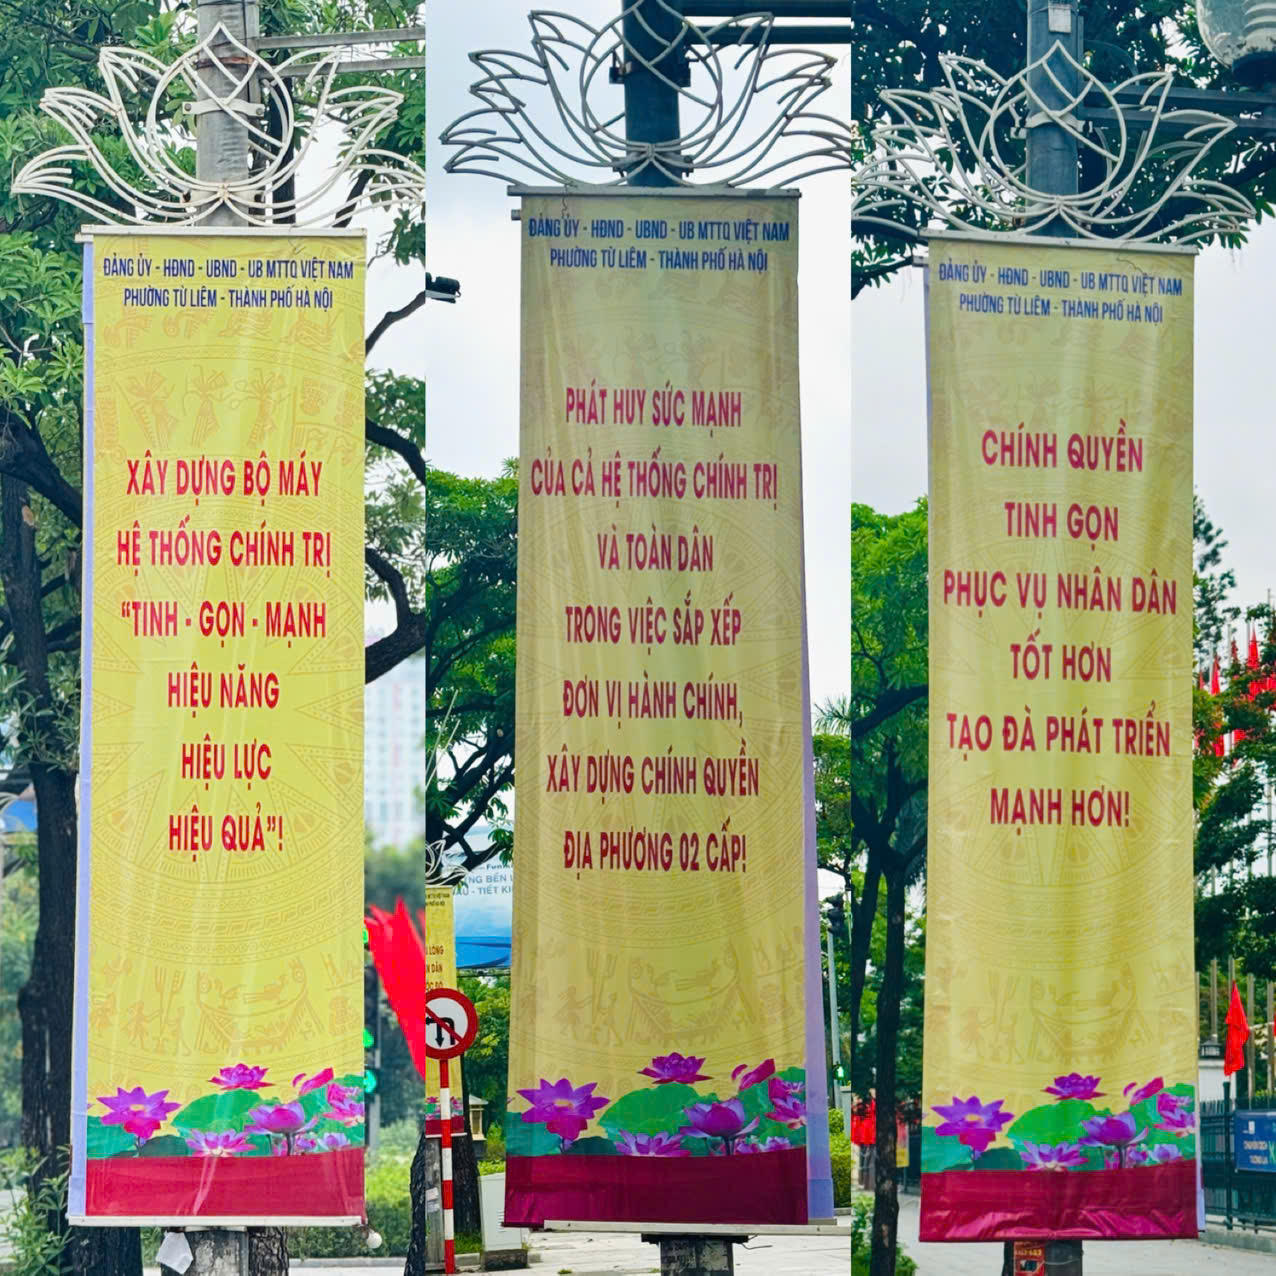 ĐẢNG ỦY - HĐND - UBND - UB MTTQ VIỆT NAM
PHƯỜNG TỪ LIÊM - THÀNH PHỐ HÀ NỘI
XÂY DỰNG BỘ MÁY
HỆ THỐNG CHÍNH TRỊ
“TINH - GỌN - MẠNH
HIỆU NĂNG
HIỆU LỰC
HIỆU QUẢ”!
ĐẢNG ỦY - HĐND - UBND - UB MTTQ VIỆT NAM
PHƯỜNG TỪ LIÊM - THÀNH PHỐ HÀ NỘI
PHÁT HUY SỨC MẠNH
CỦA CẢ HỆ THỐNG CHÍNH TRỊ
VÀ TOÀN DÂN
TRONG VIỆC SẮP XẾP
ĐƠN VỊ HÀNH CHÍNH,
XÂY DỰNG CHÍNH QUYỀN
ĐỊA PHƯƠNG 02 CẤP!
ĐẢNG ỦY - HĐND - UBND - UB MTTQ VIỆT NAM
PHƯỜNG TỪ LIÊM - THÀNH PHỐ HÀ NỘI
CHÍNH QUYỀN
TINH GỌN
PHỤC VỤ NHÂN DÂN
TỐT HƠN
TẠO ĐÀ PHÁT TRIỂN
MẠNH HƠN!